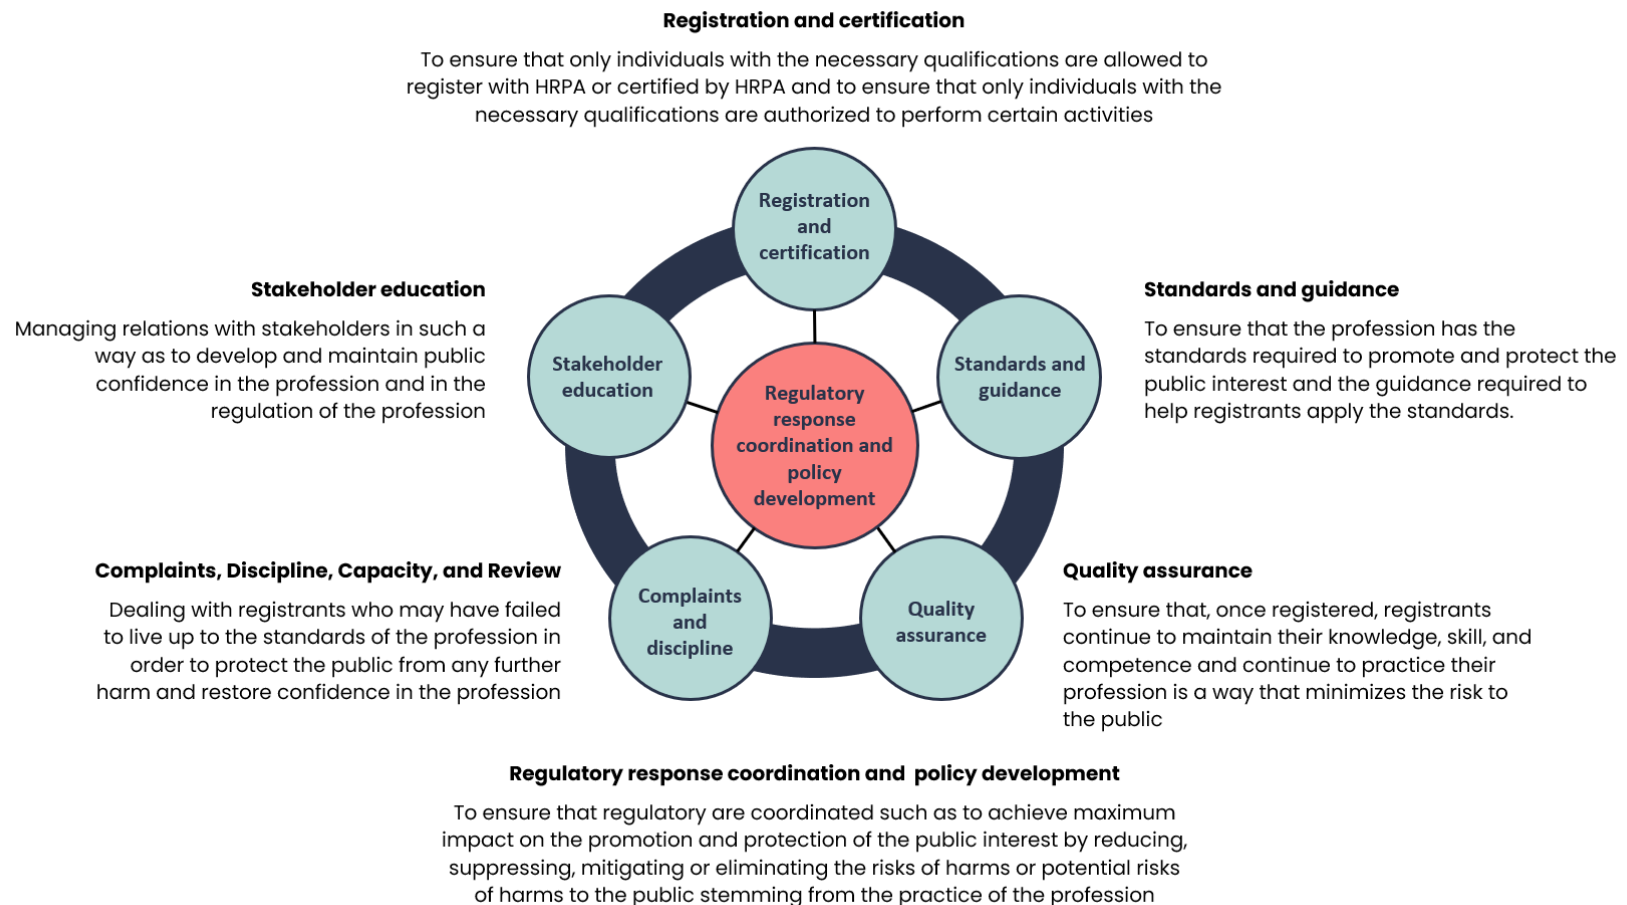 Registration and certification
To ensure that only individuals with the necessary qualifications are allowed to
register with HRPA or certified by HRPA and to ensure that only individuals with the
necessary qualifications are authorized to perform certain activities
Registration
and
certification
Stakeholder education
Managing relations with stakeholders in such a
way as to develop and maintain public
confidence in the profession and in the
regulation of the profession
Stakeholder
education
Regulatory
response
coordination and
policy
development
Standards and
guidance
Standards and guidance
To ensure that the profession has the
standards required to promote and protect the
public interest and the guidance required to
help registrants apply the standards.
Complaints, Discipline, Capacity, and Review
Dealing with registrants who may have failed
to live up to the standards of the profession in
order to protect the public from any further
harm and restore confidence in the profession
Complaints
and
discipline
Quality
assurance
Quality assurance
To ensure that, once registered, registrants
continue to maintain their knowledge, skill, and
competence and continue to practice their
profession is a way that minimizes the risk to
the public
Regulatory response coordination and  policy development
To ensure that regulatory are coordinated such as to achieve maximum
impact on the promotion and protection of the public interest by reducing,
suppressing, mitigating or eliminating the risks of harms or potential risks
of harms to the public stemming from the practice of the profession